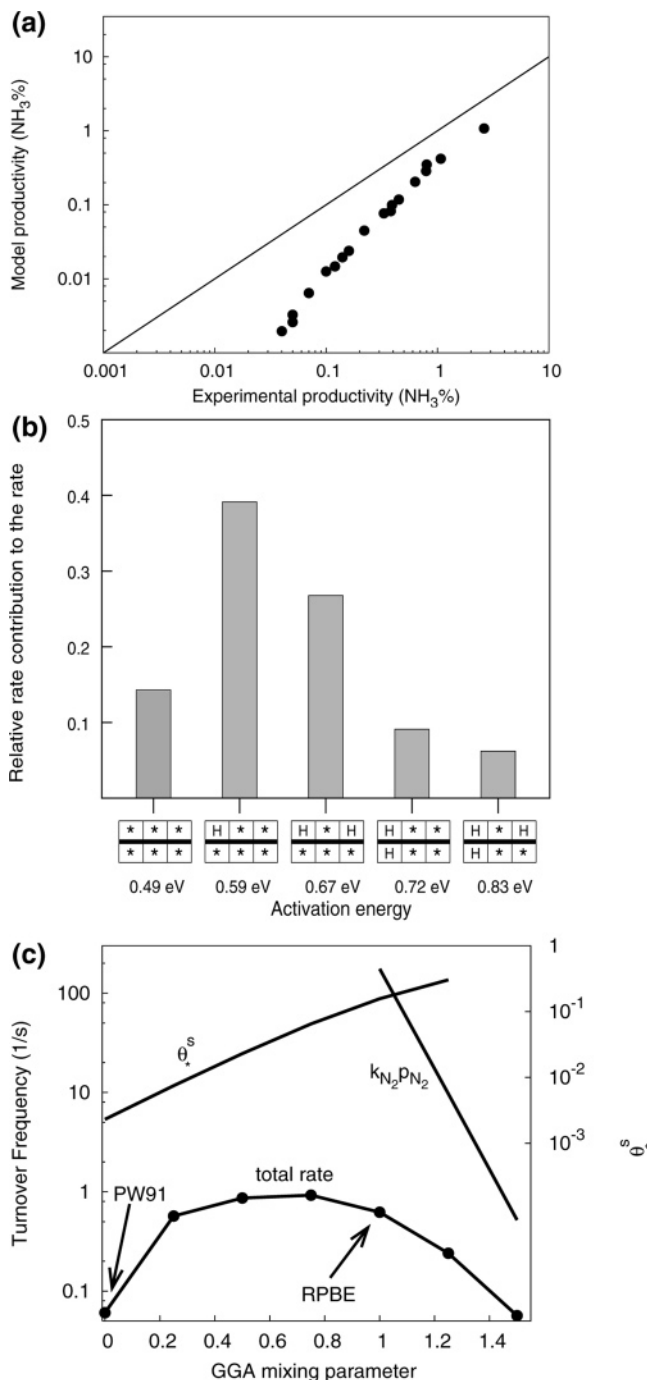 (a)
Model productivity (NH₃%)
10
1
0.1
0.01
0.001
0.01
0.1
1
10
Experimental productivity (NH₃%)
(b)
Relative rate contribution to the rate
0.5
0.4
0.3
0.2
0.1
* * *
H * *
H * H
H * *
H * H
* * *
* * *
* * *
H * *
H * *
0.49 eV
0.59 eV
0.67 eV
0.72 eV
0.83 eV
Activation energy
(c)
Turnover Frequency (1/s)
100
10
1
0.1
1
10⁻¹
10⁻²
10⁻³
θ*ˢ
θ*ˢ
k_N₂p_N₂
total rate
PW91
RPBE
0 0.2 0.4 0.6 0.8 1 1.2 1.4
GGA mixing parameter